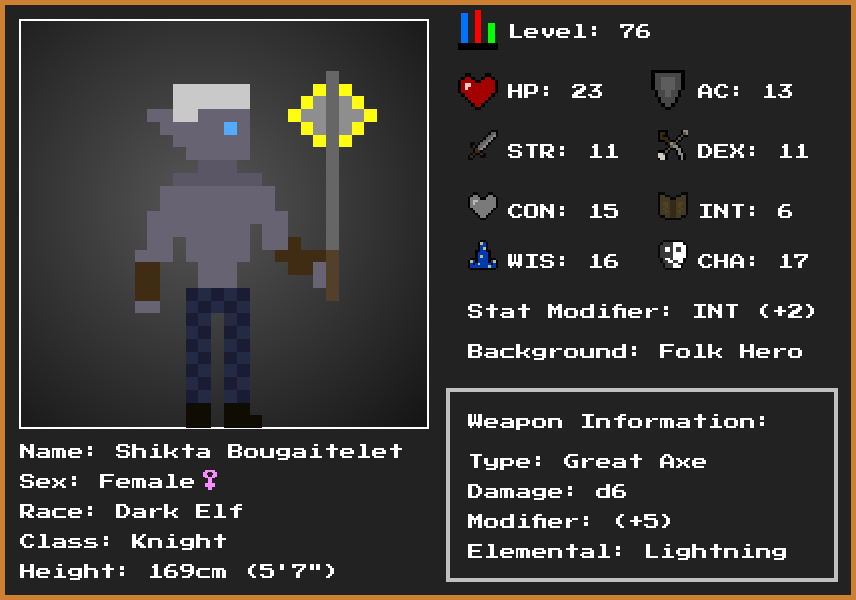 Level: 76
HP: 23
AC: 13
STR: 11
DEX: 11
CON: 15
INT: 6
WIS: 16
CHA: 17
Stat Modifier: INT (+2)
Background: Folk Hero
Weapon Information:
Type: Great Axe
Damage: d6
Modifier: (+5)
Elemental: Lightning
Name: Shikta Bougaitelet
Sex: Female♀
Race: Dark Elf
Class: Knight
Height: 169cm (5'7")